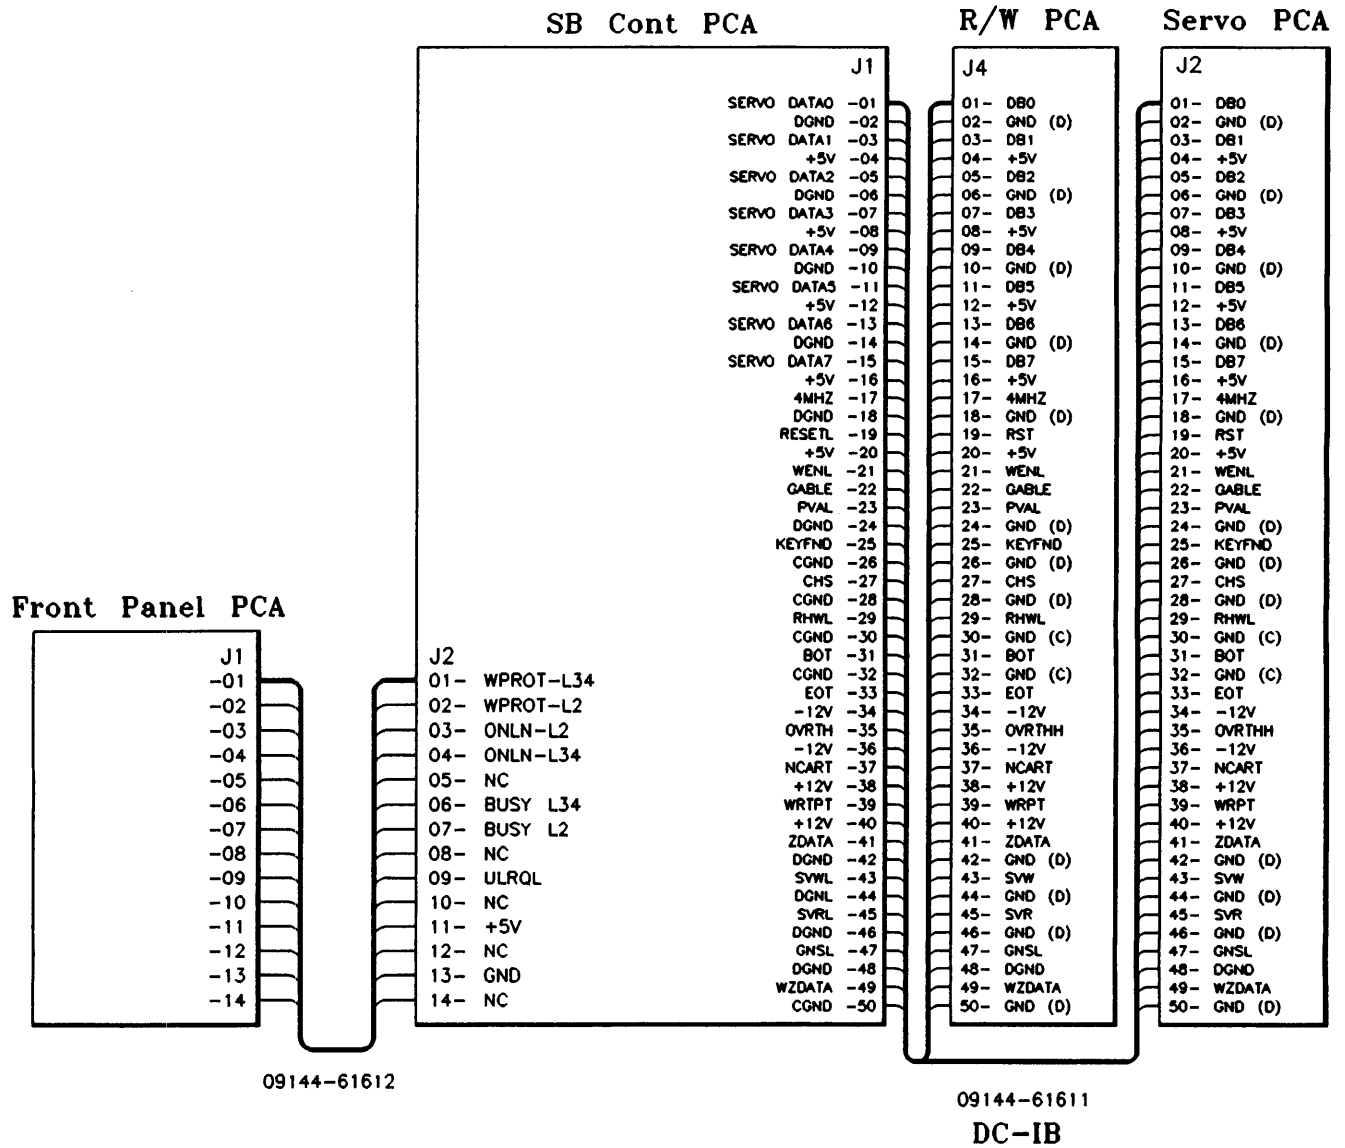 SB Cont PCA
J1
SERVO DATA0 -01
DGND -02
SERVO DATA1 -03
+5V -04
SERVO DATA2 -05
DGND -06
SERVO DATA3 -07
+5V -08
SERVO DATA4 -09
DGND -10
SERVO DATA5 -11
+5V -12
SERVO DATA6 -13
DGND -14
SERVO DATA7 -15
+5V -16
4MHZ -17
DGND -18
RESETL -19
+5V -20
WENL -21
GABLE -22
PVAL -23
DGND -24
KEYFND -25
CGND -26
CHS -27
CGND -28
RHWL -29
CGND -30
BOT -31
CGND -32
EOT -33
-12V -34
OVRTH -35
-12V -36
NCART -37
+12V -38
WRTPT -39
+12V -40
ZDATA -41
DGND -42
SVWL -43
DGNL -44
SVRL -45
DGND -46
GNSL -47
DGND -48
WZDATA -49
CGND -50
R/W PCA
J4
01- DB0
02- GND (D)
03- DB1
04- +5V
05- DB2
06- GND (D)
07- DB3
08- +5V
09- DB4
10- GND (D)
11- DB5
12- +5V
13- DB6
14- GND (D)
15- DB7
16- +5V
17- 4MHZ
18- GND (D)
19- RST
20- +5V
21- WENL
22- GABLE
23- PVAL
24- GND (D)
25- KEYFND
26- GND (D)
27- CHS
28- GND (D)
29- RHWL
30- GND (C)
31- BOT
32- GND (C)
33- EOT
34- -12V
35- OVRTHH
36- -12V
37- NCART
38- +12V
39- WRPT
40- +12V
41- ZDATA
42- GND (D)
43- SVW
44- GND (D)
45- SVR
46- GND (D)
47- GNSL
48- DGND
49- WZDATA
50- GND (D)
Servo PCA
J2
01- DB0
02- GND (D)
03- DB1
04- +5V
05- DB2
06- GND (D)
07- DB3
08- +5V
09- DB4
10- GND (D)
11- DB5
12- +5V
13- DB6
14- GND (D)
15- DB7
16- +5V
17- 4MHZ
18- GND (D)
19- RST
20- +5V
21- WENL
22- GABLE
23- PVAL
24- GND (D)
25- KEYFND
26- GND (D)
27- CHS
28- GND (D)
29- RHWL
30- GND (C)
31- BOT
32- GND (C)
33- EOT
34- -12V
35- OVRTHH
36- -12V
37- NCART
38- +12V
39- WRPT
40- +12V
41- ZDATA
42- GND (D)
43- SVW
44- GND (D)
45- SVR
46- GND (D)
47- GNSL
48- DGND
49- WZDATA
50- GND (D)
Front Panel PCA
J1
-01
-02
-03
-04
-05
-06
-07
-08
-09
-10
-11
-12
-13
-14
J2
01- WPROT-L34
02- WPROT-L2
03- ONLN-L2
04- ONLN-L34
05- NC
06- BUSY L34
07- BUSY L2
08- NC
09- ULRQL
10- NC
11- +5V
12- NC
13- GND
14- NC
09144-61612
09144-61611
DC-IB